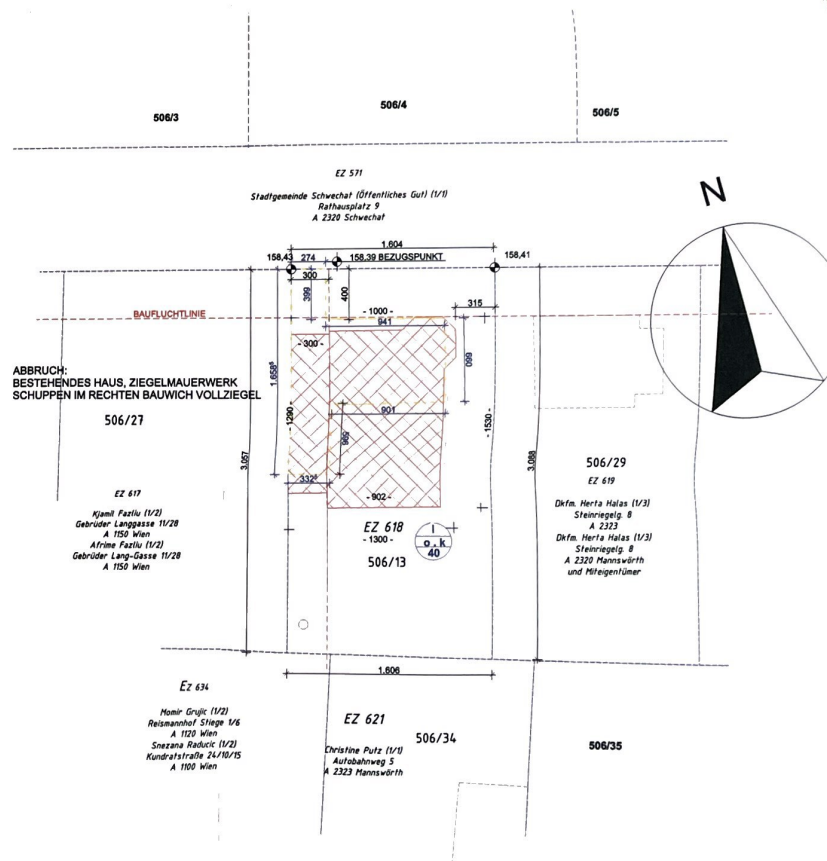 506/3
506/4
506/5
EZ 571
Stadtgemeinde Schwechat (Öffentliches Gut) (1/1)
Rathausplatz 9
A 2320 Schwechat
N
1.604
158,43
274
158.39 BEZUGSPUNKT
158,41
300
399
400
315
BAUFLUCHTLINIE
- 1000 -
941
- 300 -
660
1.658⁵
ABBRUCH:
BESTEHENDES HAUS, ZIEGELMAUERWERK
SCHUPPEN IM RECHTEN BAUWICH VOLLZIEGEL
506/27
- 1290 -
901
596
- 1530 -
3.057
3.088
332⁵
- 902 -
506/29
EZ 619
Dkfm. Herta Halas (1/3)
Steinriegelg. 8
A 2323
Dkfm. Herta Halas (1/3)
Steinriegelg. 8
A 2320 Mannswörth
und Miteigentümer
EZ 617
Kjamil Fazliu (1/2)
Gebrüder Langgasse 11/28
A 1150 Wien
Afrime Fazliu (1/2)
Gebrüder Lang-Gasse 11/28
A 1150 Wien
EZ 618
- 1300 -
506/13
I
o . k
40
1.606
EZ 634
Momir Grujic (1/2)
Reismannhof Stiege 1/6
A 1120 Wien
Snezana Raducic (1/2)
Kundratstraße 24/10/15
A 1100 Wien
EZ 621
506/34
Christine Putz (1/1)
Autobahnweg 5
A 2323 Mannswörth
506/35